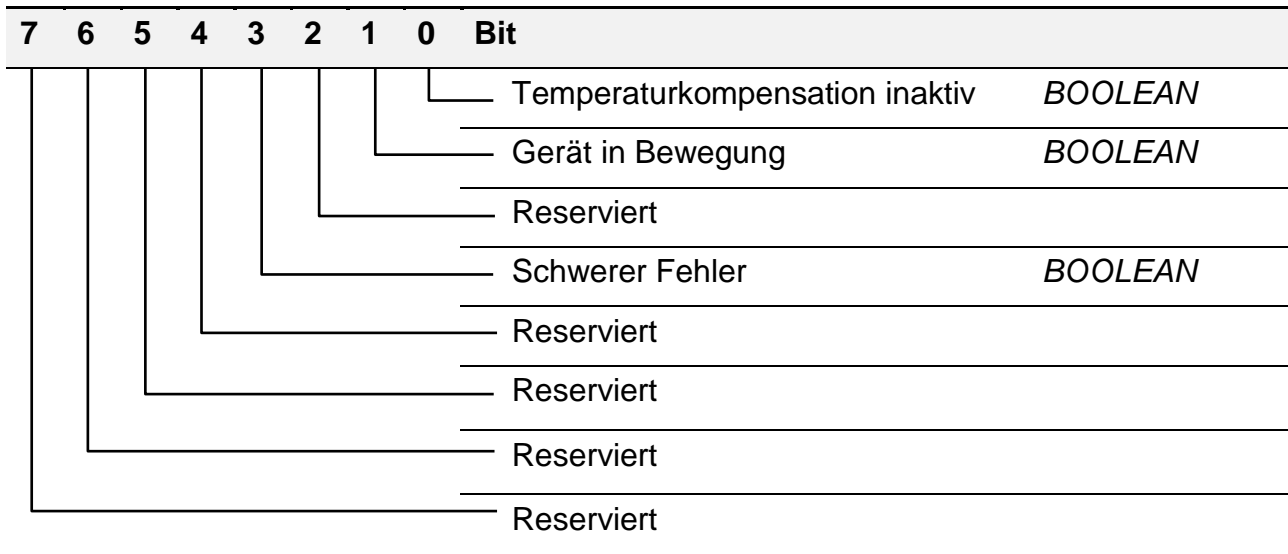 7 6 5 4 3 2 1 0 Bit
Temperaturkompensation inaktiv BOOLEAN
Gerät in Bewegung BOOLEAN
Reserviert
Schwerer Fehler BOOLEAN
Reserviert
Reserviert
Reserviert
Reserviert